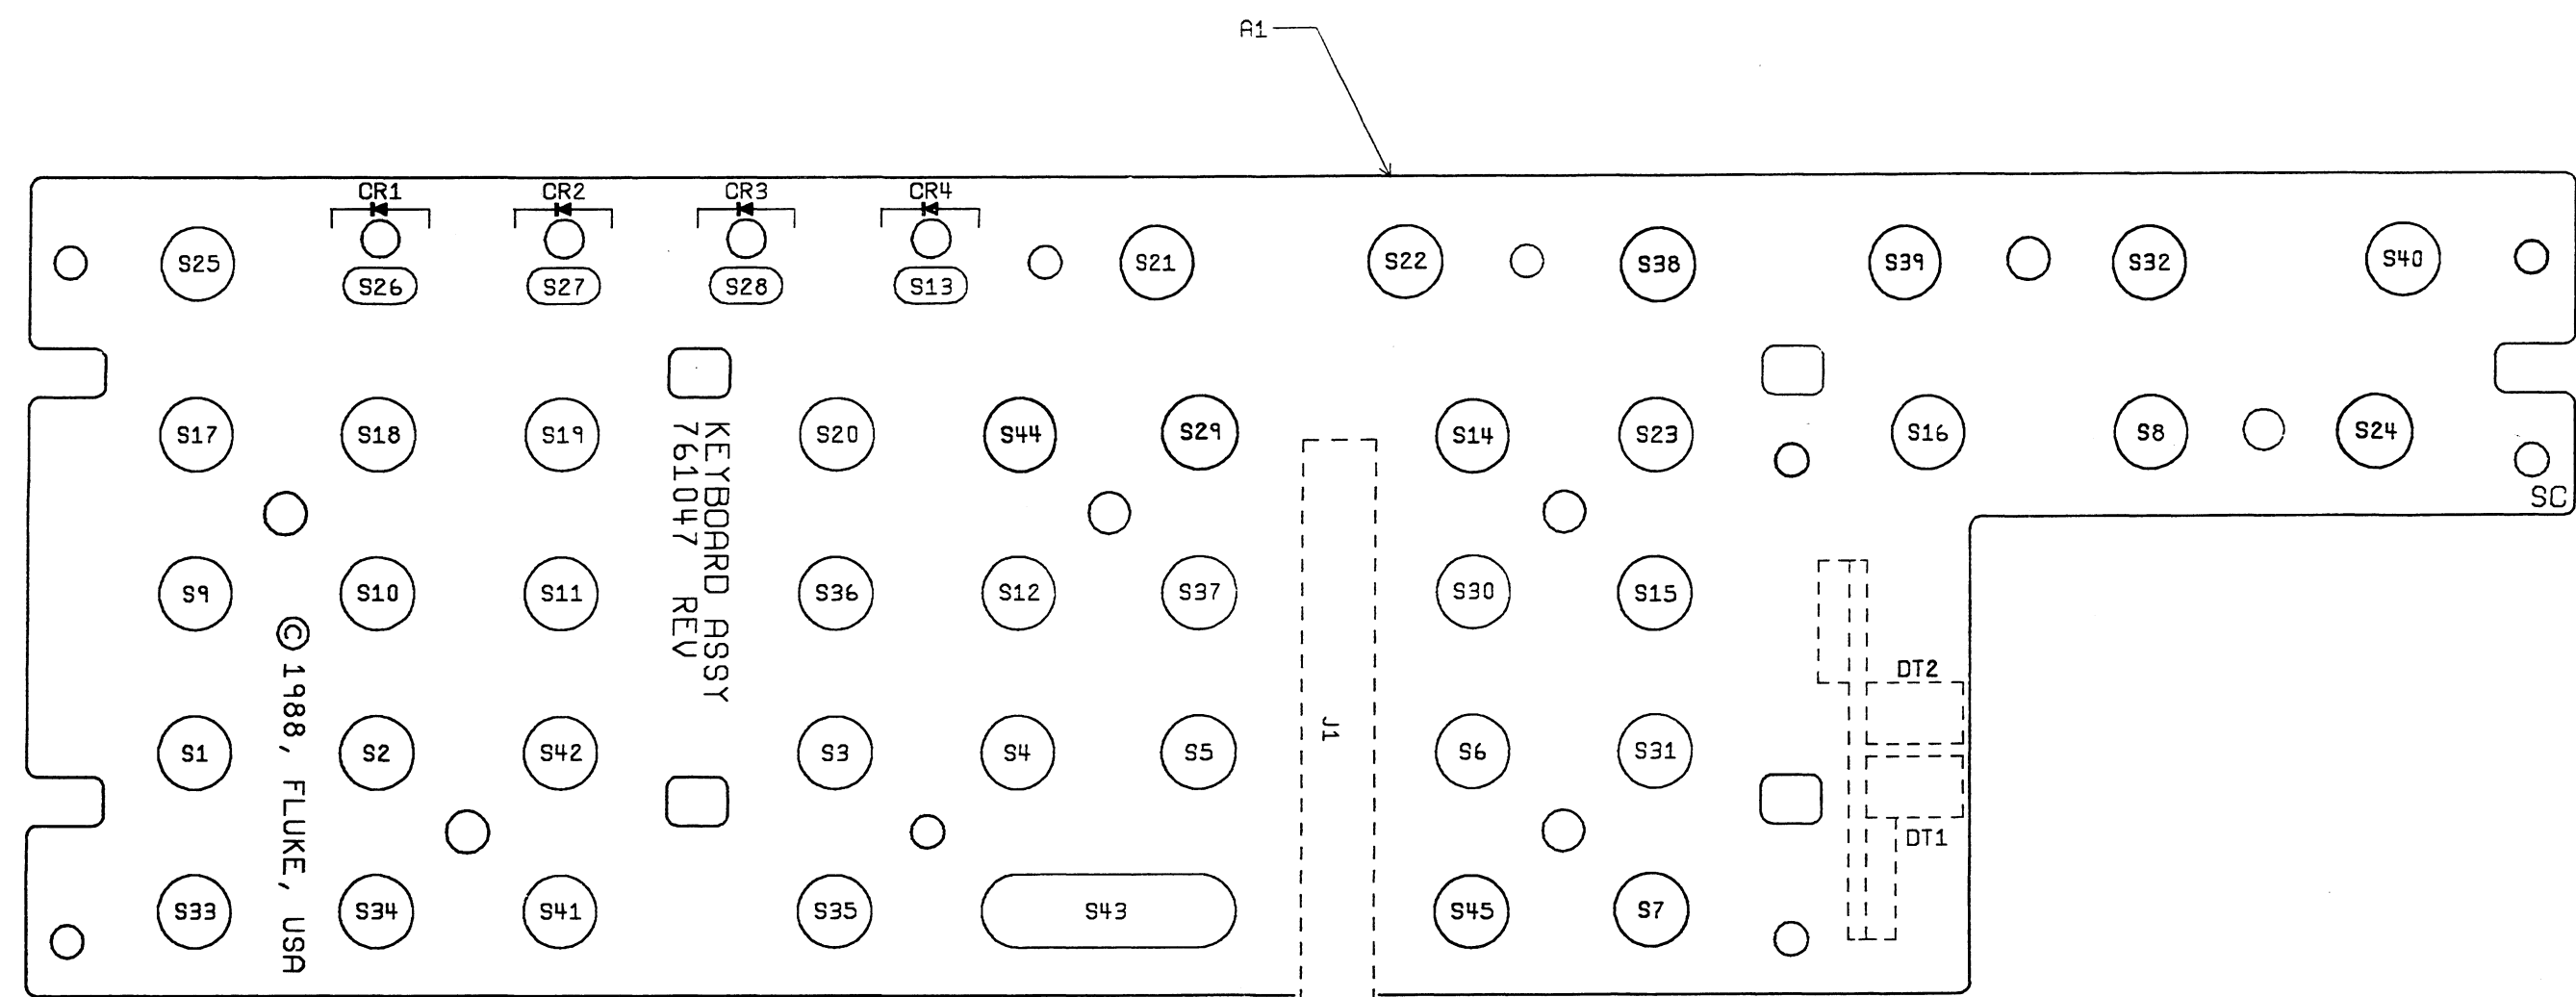 A1
CR1 CR2 CR3 CR4
S25 S26 S27 S28 S13 S21 S22 S38 S39 S32 S40
S17 S18 S19 S20 S44 S29 S14 S23 S16 S8 S24
SC
KEYBOARD ASSY
761047 REV
S9 S10 S11 S36 S12 S37 S30 S15
© 1988, FLUKE, USA
DT2
J1
S1 S2 S42 S3 S4 S5 S6 S31
DT1
S33 S34 S41 S35 S43 S45 S7